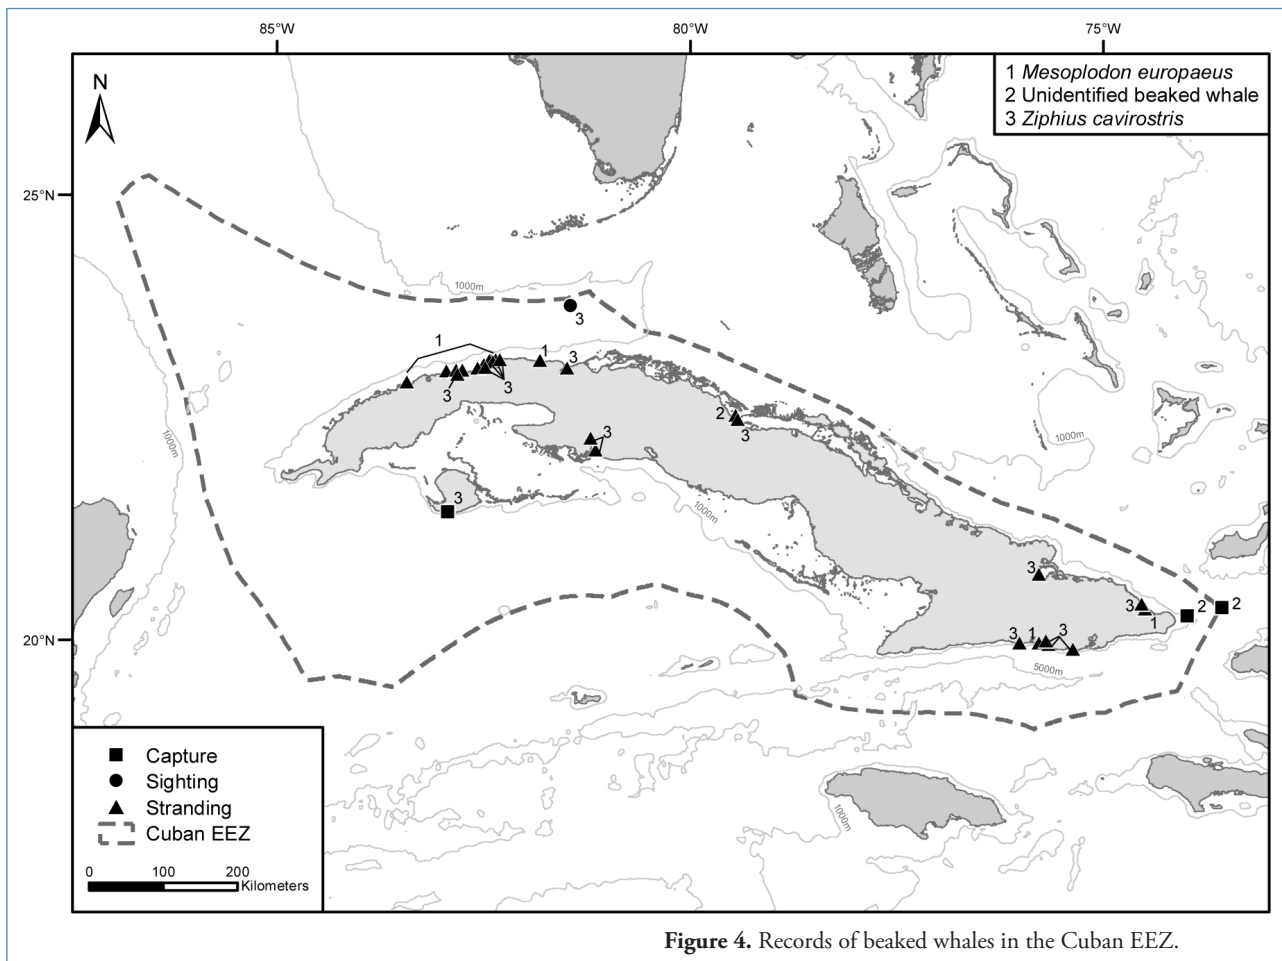 85°W
80°W
75°W
N
1 Mesoplodon europaeus
2 Unidentified beaked whale
3 Ziphius cavirostris
25°N
1000m
3
1
1
3
3
3
1000m
2
3
1000m
3
3
1000m
3
3
1
2
2
20°N
3
1
3
5000m
1000m
Capture
Sighting
Stranding
Cuban EEZ
0 100 200
Kilometers
Figure 4. Records of beaked whales in the Cuban EEZ.